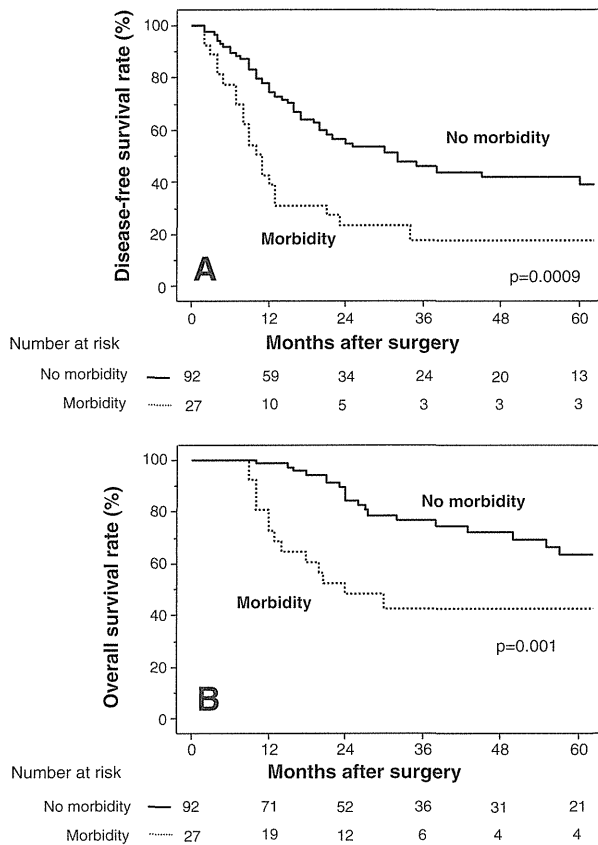 Disease-free survival rate (%)
100
80
60
40
20
0
No morbidity
Morbidity
A
p=0.0009
0 12 24 36 48 60
Number at risk
Months after surgery
No morbidity 92 59 34 24 20 13
Morbidity 27 10 5 3 3 3
Overall survival rate (%)
100
80
60
40
20
0
No morbidity
Morbidity
p=0.001
B
0 12 24 36 48 60
Number at risk
Months after surgery
No morbidity 92 71 52 36 31 21
Morbidity 27 19 12 6 4 4